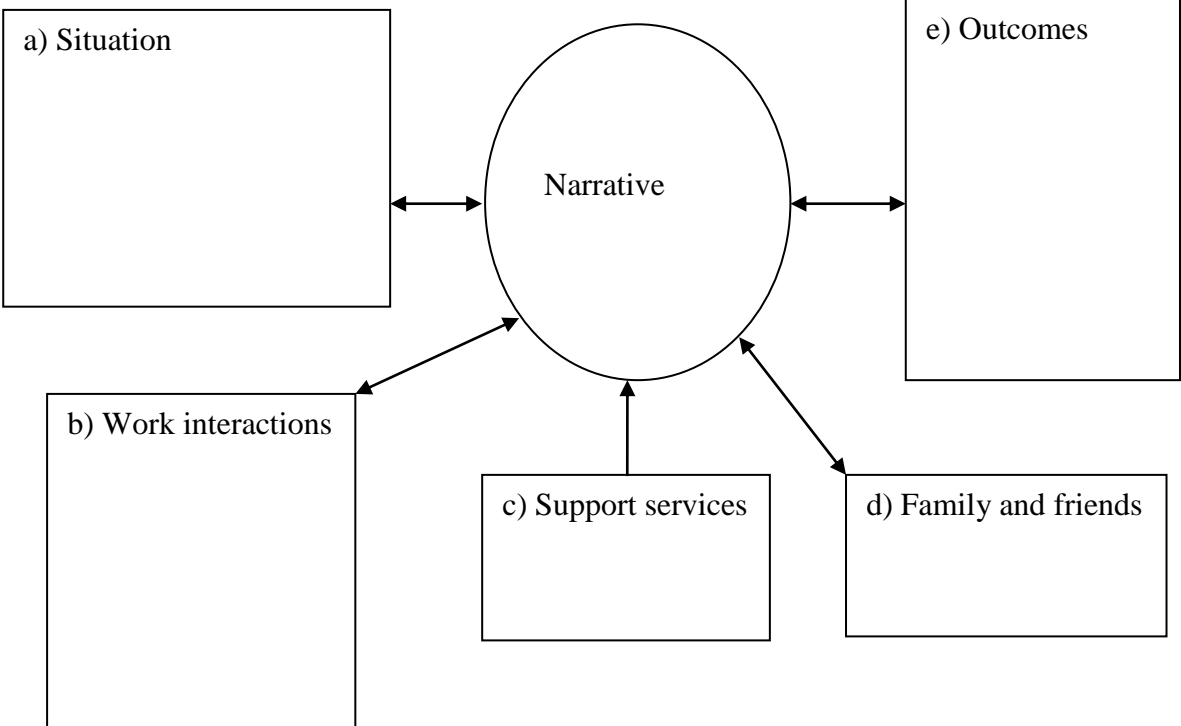 a) Situation
Narrative
e) Outcomes
b) Work interactions
c) Support services
d) Family and friends